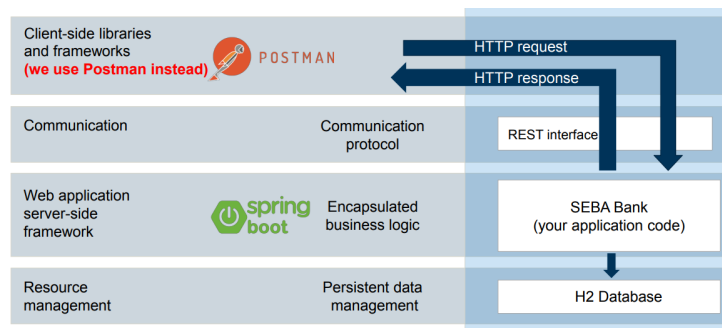 Client-side libraries
and frameworks
(we use Postman instead)
POSTMAN
HTTP request
HTTP response
Communication
Communication
protocol
REST interface
Web application
server-side
framework
spring
boot
Encapsulated
business logic
SEBA Bank
(your application code)
Resource
management
Persistent data
management
H2 Database